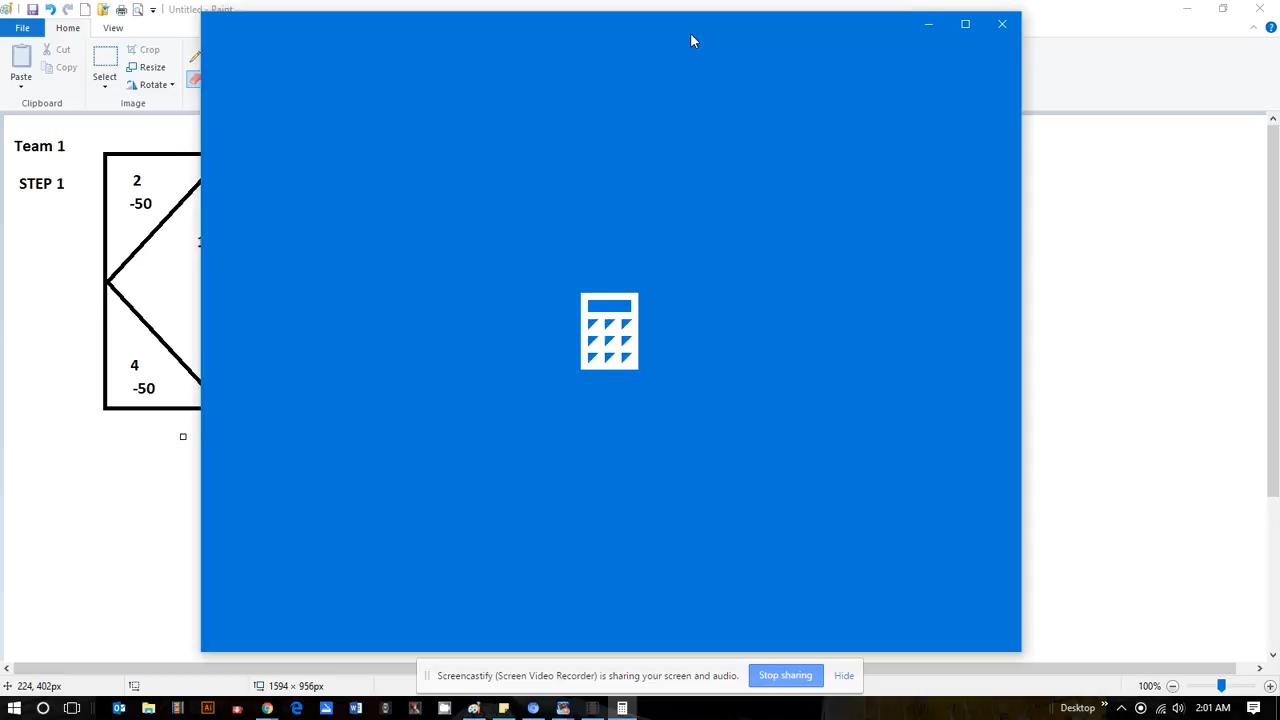 Untitled - Paint
File Home View
Cut
Crop
Copy
Resize
Paste
Select
Rotate
Clipboard
Image
Team 1
STEP 1
2
-50
4
-50
Screencastify (Screen Video Recorder) is sharing your screen and audio. Stop sharing Hide
224, 402px
1594 × 956px
100%
Desktop
2:01 AM